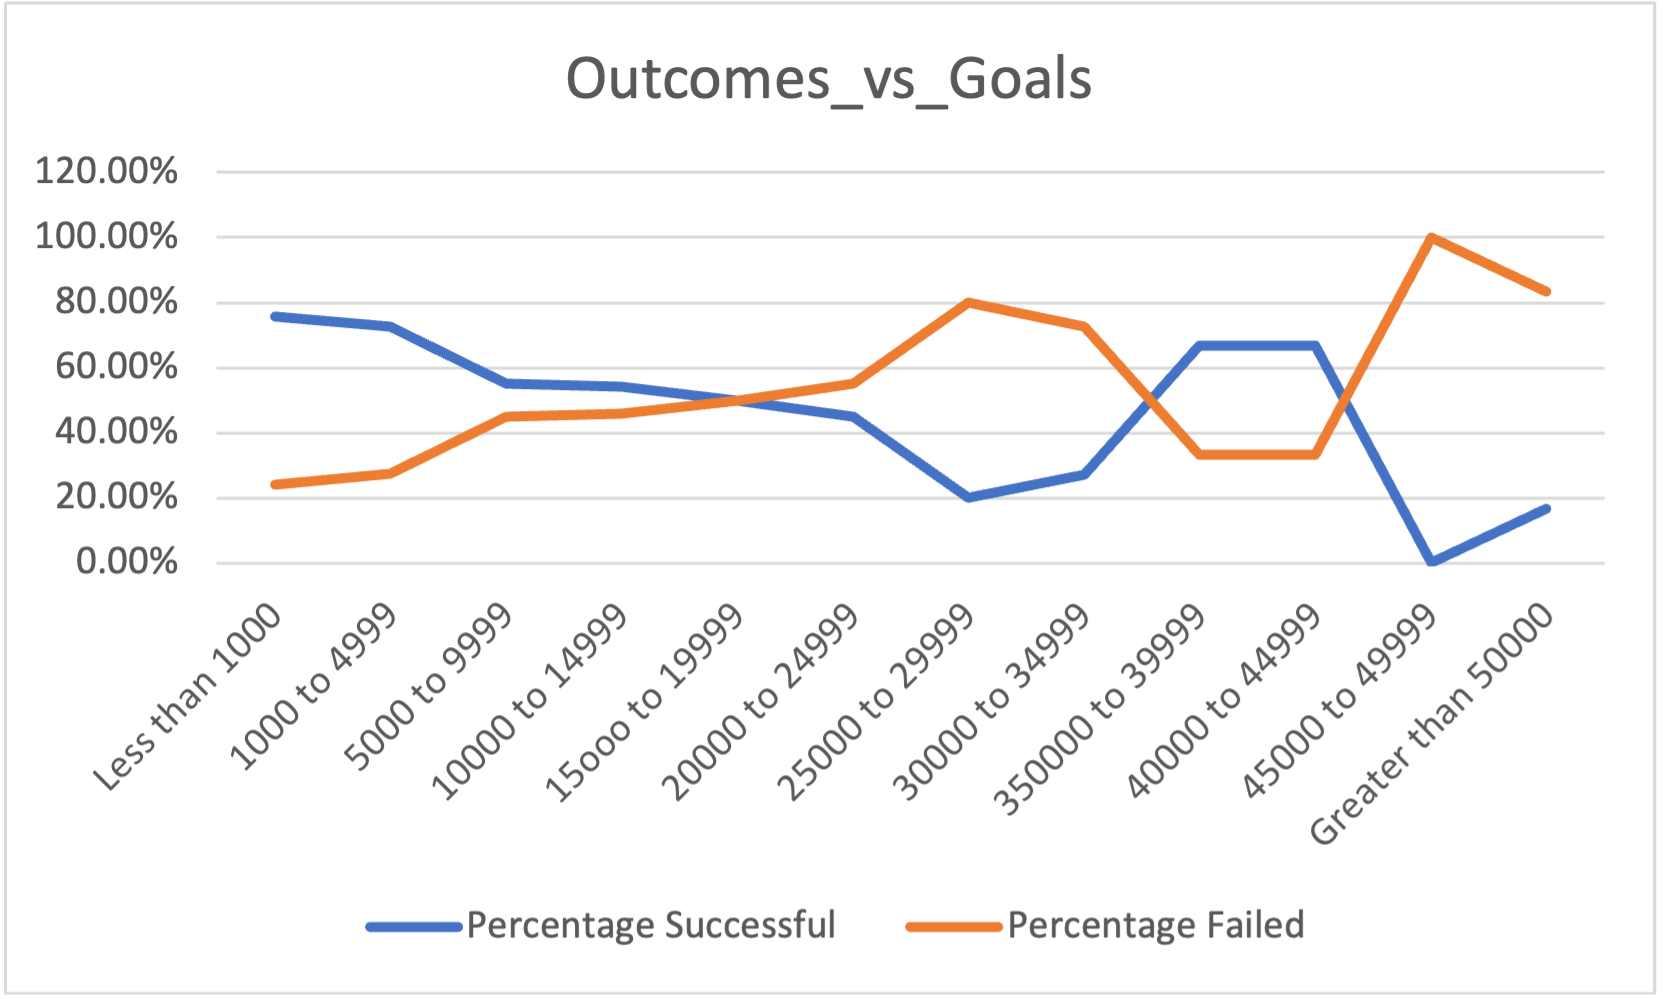 Outcomes_vs_Goals
120.00%
100.00%
80.00%
60.00%
40.00%
20.00%
0.00%
Less than 1000
1000 to 4999
5000 to 9999
10000 to 14999
15ooo to 19999
20000 to 24999
25000 to 29999
30000 to 34999
350000 to 39999
40000 to 44999
45000 to 49999
Greater than 50000
Percentage Successful
Percentage Failed